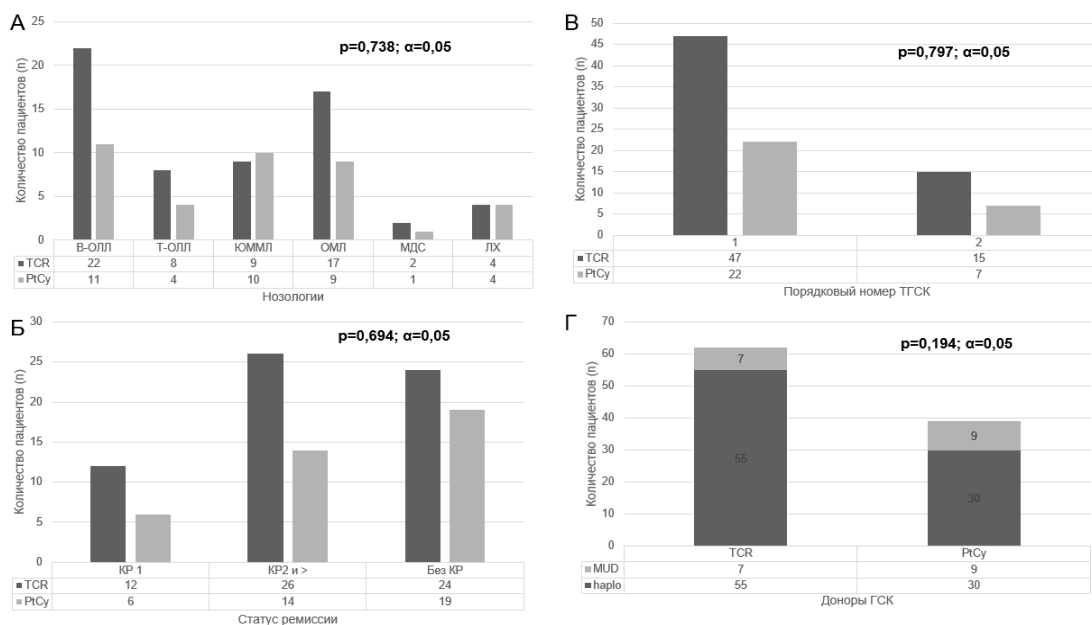 А
p=0,738; α=0,05
Количество пациентов (n)
25
20
15
10
5
0
В-ОЛЛ Т-ОЛЛ ЮММЛ ОМЛ МДС ЛХ
TCR 22 8 9 17 2 4
PtCy 11 4 10 9 1 4
Нозологии
В
p=0,797; α=0,05
Количество пациентов (n)
50
45
40
35
30
25
20
15
10
5
0
1 2
TCR 47 15
PtCy 22 7
Порядковый номер ТГСК
Б
p=0,694; α=0,05
Количество пациентов (n)
30
25
20
15
10
5
0
КР 1 КР2 и > Без КР
TCR 12 26 24
PtCy 6 14 19
Статус ремиссии
Г
p=0,194; α=0,05
Количество пациентов (n)
70
60
50
40
30
20
10
0
7
55
9
30
TCR PtCy
MUD 7 9
haplo 55 30
Доноры ГСК